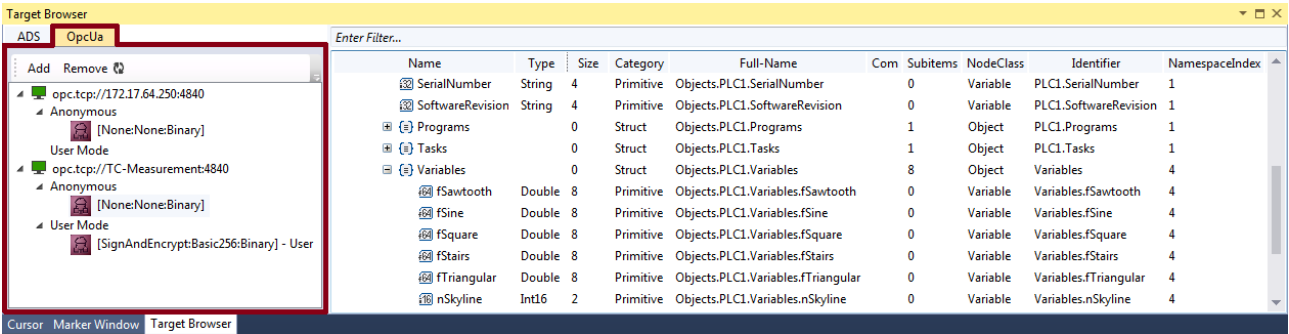 Target Browser
ADS OpcUa
Enter Filter...
Add Remove
opc.tcp://172.17.64.250:4840
Anonymous
[None:None:Binary]
User Mode
opc.tcp://TC-Measurement:4840
Anonymous
[None:None:Binary]
User Mode
[SignAndEncrypt:Basic256:Binary] - User
Name Type Size Category Full-Name Com Subitems NodeClass Identifier NamespaceIndex
32 SerialNumber String 4 Primitive Objects.PLC1.SerialNumber 0 Variable PLC1.SerialNumber 1
32 SoftwareRevision String 4 Primitive Objects.PLC1.SoftwareRevision 0 Variable PLC1.SoftwareRevision 1
Programs 0 Struct Objects.PLC1.Programs 1 Object PLC1.Programs 1
Tasks 0 Struct Objects.PLC1.Tasks 1 Object PLC1.Tasks 1
Variables 0 Struct Objects.PLC1.Variables 8 Object Variables 4
f64 fSawtooth Double 8 Primitive Objects.PLC1.Variables.fSawtooth 0 Variable Variables.fSawtooth 4
f64 fSine Double 8 Primitive Objects.PLC1.Variables.fSine 0 Variable Variables.fSine 4
f64 fSquare Double 8 Primitive Objects.PLC1.Variables.fSquare 0 Variable Variables.fSquare 4
f64 fStairs Double 8 Primitive Objects.PLC1.Variables.fStairs 0 Variable Variables.fStairs 4
f64 fTriangular Double 8 Primitive Objects.PLC1.Variables.fTriangular 0 Variable Variables.fTriangular 4
i16 nSkyline Int16 2 Primitive Objects.PLC1.Variables.nSkyline 0 Variable Variables.nSkyline 4
Cursor Marker Window Target Browser